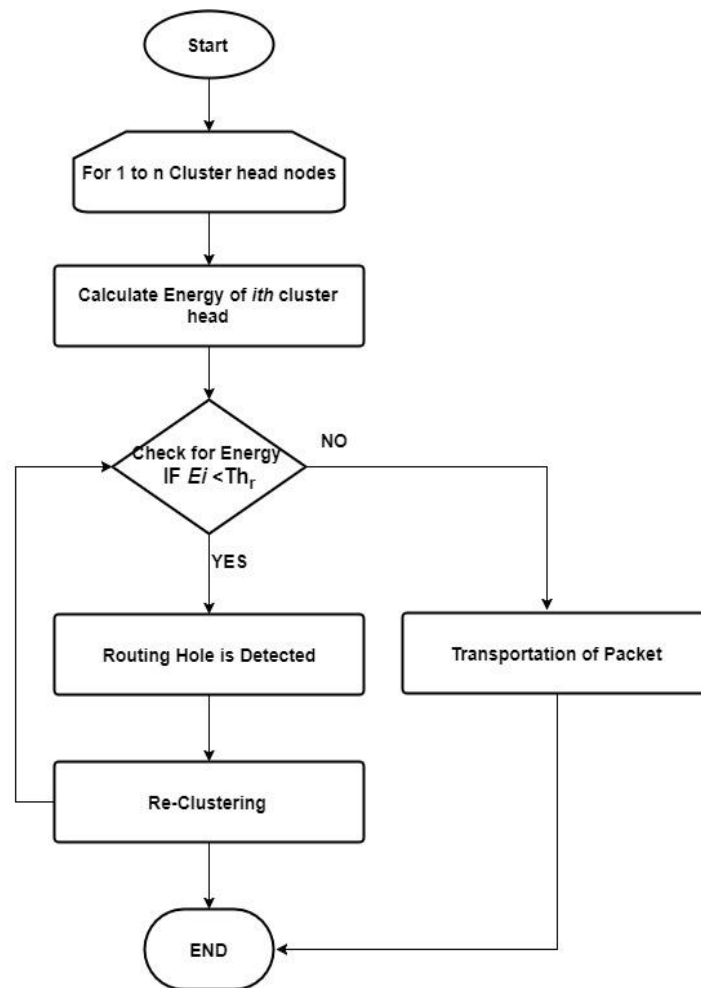 Start
For 1 to n Cluster head nodes
Calculate Energy of ith cluster
head
Check for Energy
IF Ei <Thr
NO
YES
Routing Hole is Detected
Transportation of Packet
Re-Clustering
END